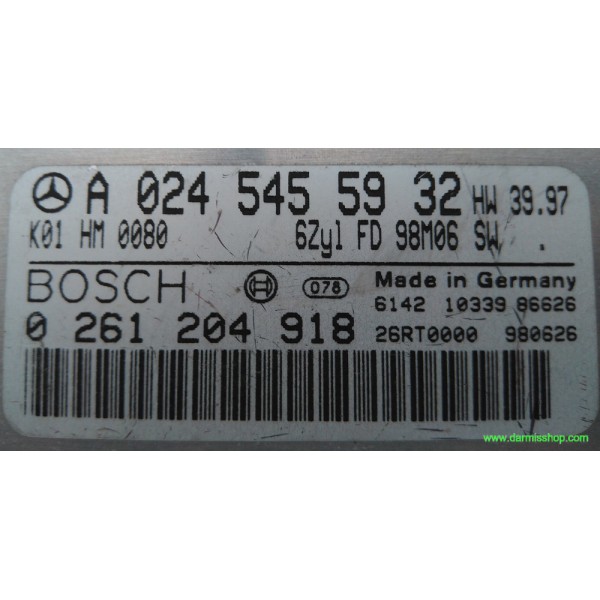 A 024 545 59 32 HW 39.97
K01 HM 0080 6Zyl FD 98M06 SW .
BOSCH 078 Made in Germany
6142 10339 86626
0 261 204 918 26RT0000 980626
www.darmisshop.com